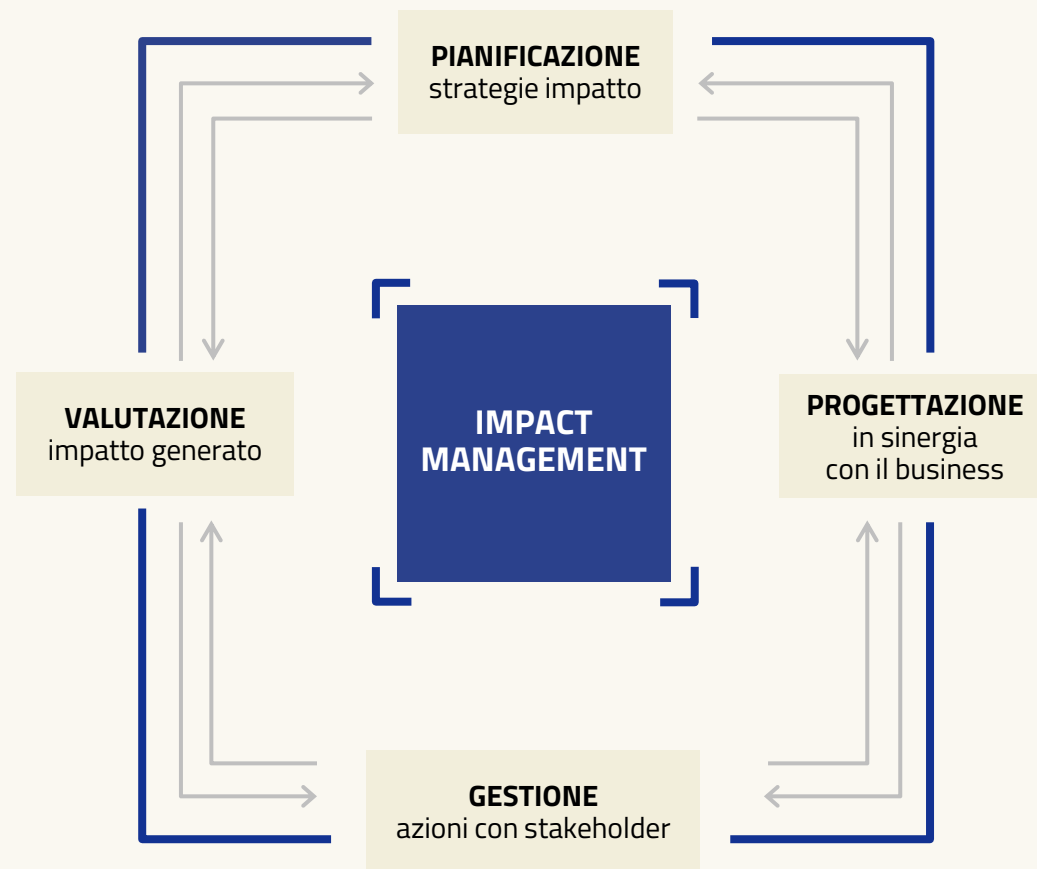 PIANIFICAZIONE
strategie impatto
VALUTAZIONE
impatto generato
IMPACT
MANAGEMENT
PROGETTAZIONE
in sinergia
con il business
GESTIONE
azioni con stakeholder